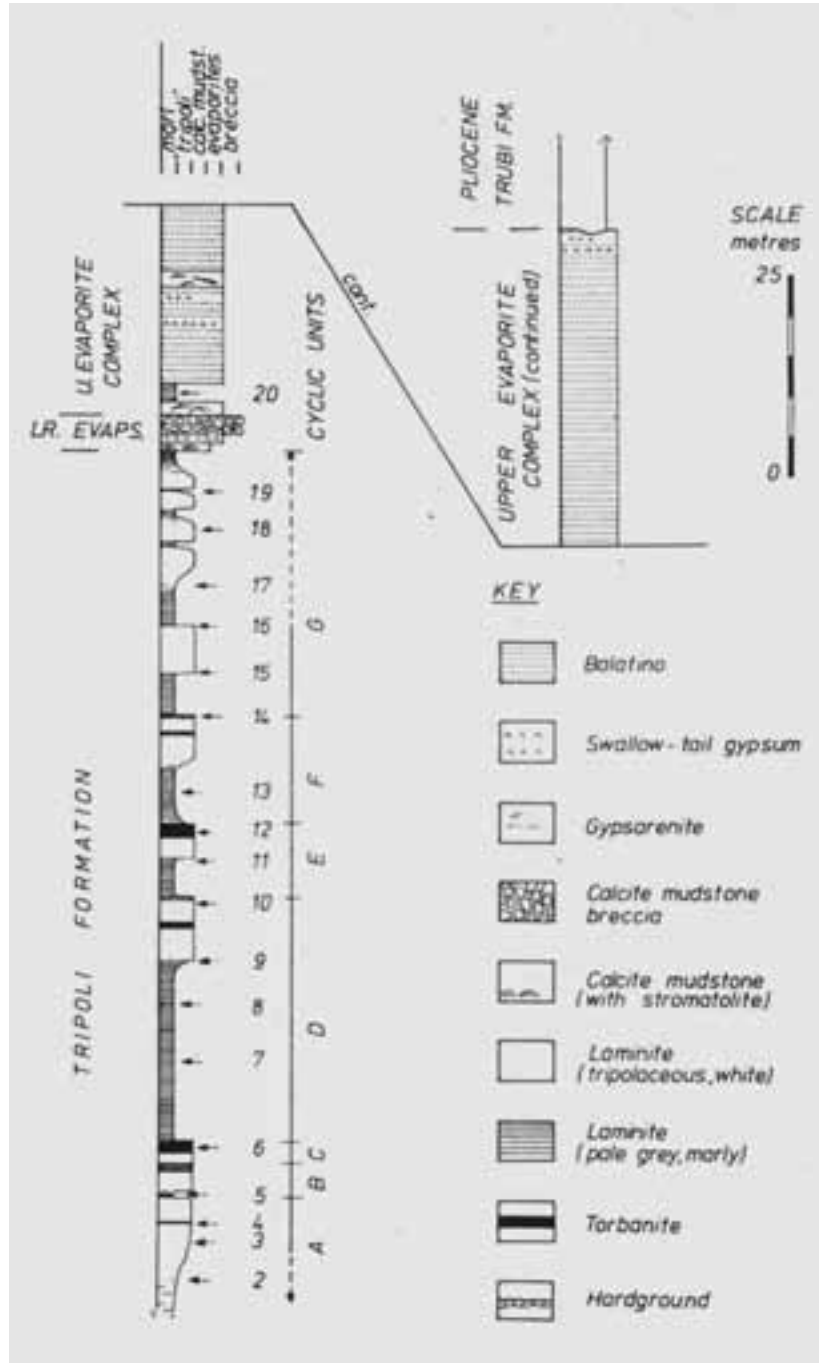 marl
tripoli
calc. mudst.
evaporites
breccia
U. EVAPORITE
COMPLEX
LR. EVAPS.
TRIPOLI FORMATION
20
19
18
17
16
15
14
13
12
11
10
9
8
7
6
5
4
3
2
CYCLIC UNITS
G
F
E
D
C
B
A
cont.
PLIOCENE
TRUBI FM.
UPPER EVAPORITE
COMPLEX (continued)
SCALE
metres
25
0
KEY
Balatino
Swallow-tail gypsum
Gypsarenite
Calcite mudstone
breccia
Calcite mudstone
(with stromatolite)
Laminite
(tripolaceous, white)
Laminite
(pale grey, marly)
Torbanite
Hardground